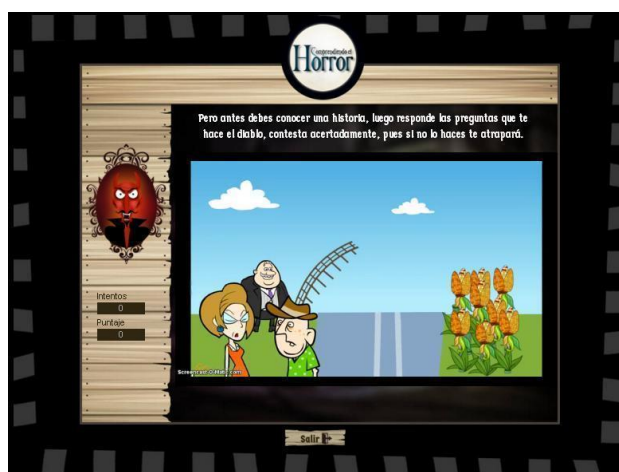 Comprendiendo el
Horror
Pero antes debes conocer una historia, luego responde las preguntas que te
hace el diablo, contesta acertadamente, pues si no lo haces te atrapará.
Intentos
0
Puntaje
0
Screencast-O-Matic.com
Salir